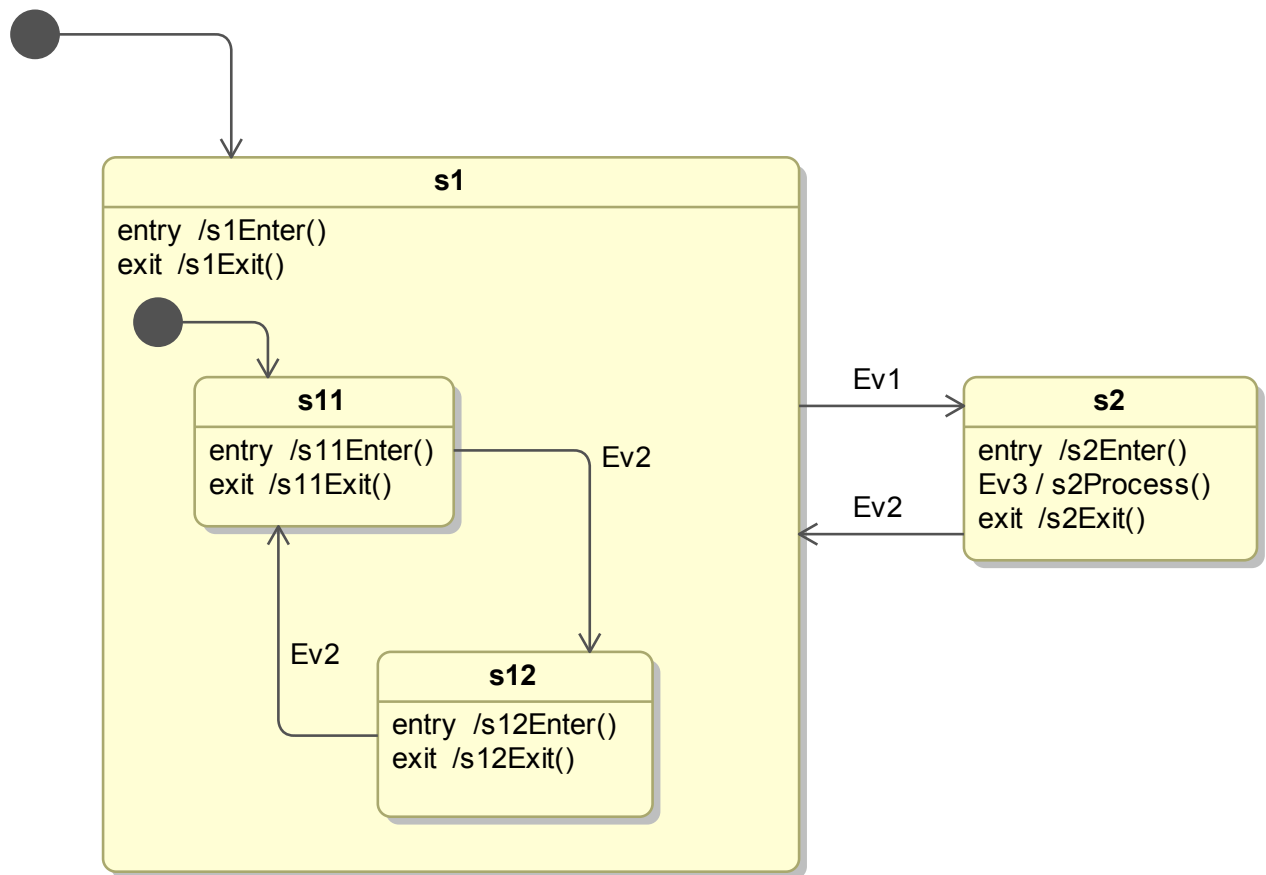 s1
entry /s1Enter()
exit /s1Exit()
s11
entry /s11Enter()
exit /s11Exit()
Ev2
Ev1
s2
entry /s2Enter()
Ev3 / s2Process()
exit /s2Exit()
Ev2
Ev2
s12
entry /s12Enter()
exit /s12Exit()